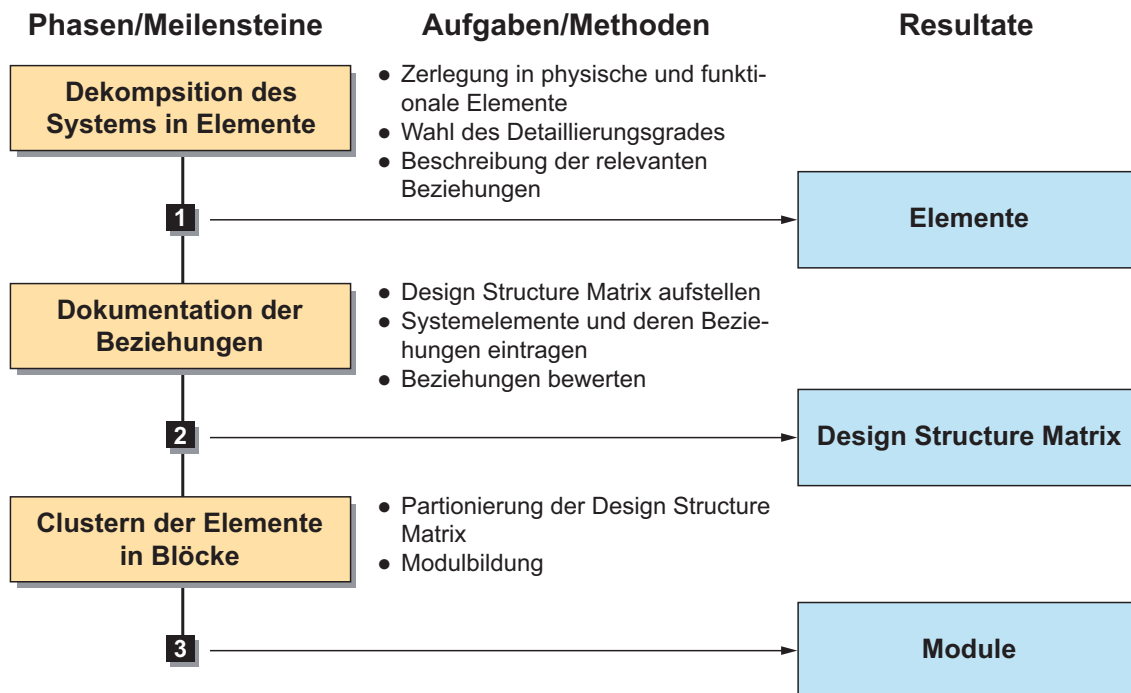 Phasen/Meilensteine
Aufgaben/Methoden
Resultate
Dekompsition des
Systems in Elemente
● Zerlegung in physische und funkti-
onale Elemente
● Wahl des Detaillierungsgrades
● Beschreibung der relevanten
Beziehungen
1
Elemente
Dokumentation der
Beziehungen
● Design Structure Matrix aufstellen
● Systemelemente und deren Bezie-
hungen eintragen
● Beziehungen bewerten
2
Design Structure Matrix
Clustern der Elemente
in Blöcke
● Partionierung der Design Structure
Matrix
● Modulbildung
3
Module